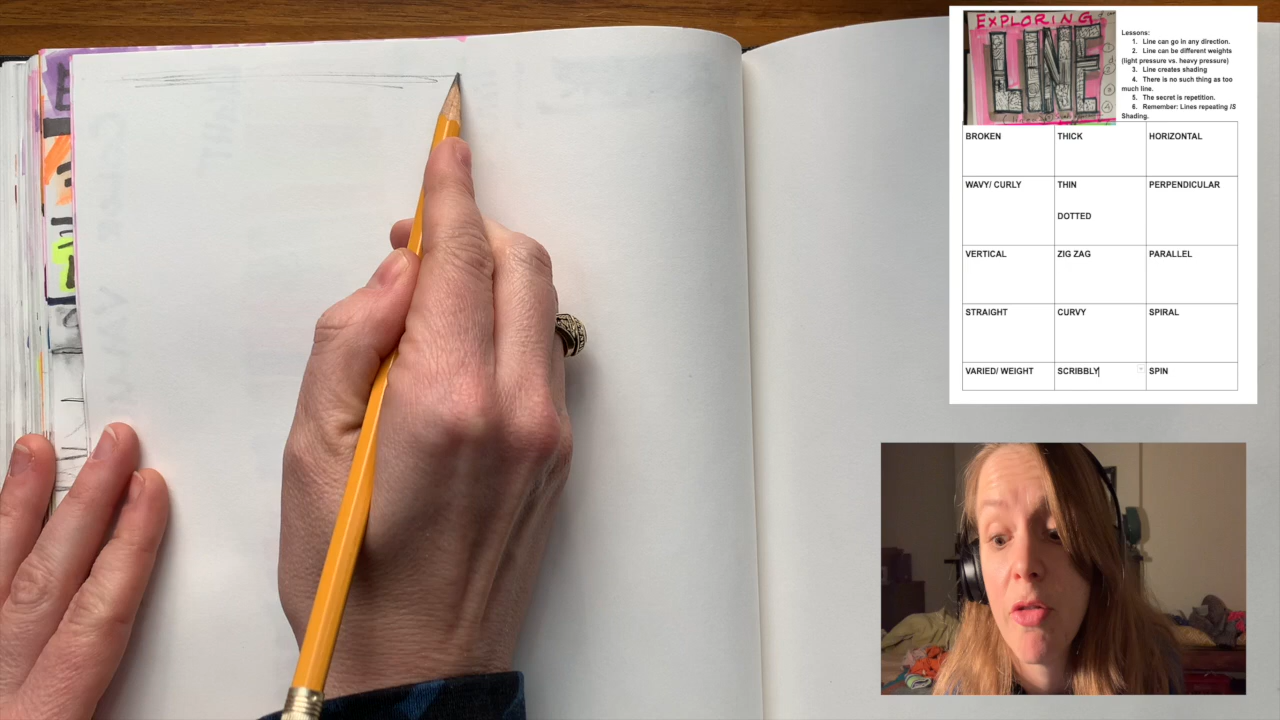 EXPLORING
LINE
Lessons:
1. Line can go in any direction.
2. Line can be different weights
(light pressure vs. heavy pressure)
3. Line creates shading
4. There is no such thing as too
much line.
5. The secret is repetition.
6. Remember: Lines repeating IS
Shading.
BROKEN THICK HORIZONTAL
WAVY/ CURLY THIN PERPENDICULAR
DOTTED
VERTICAL ZIG ZAG PARALLEL
STRAIGHT CURVY SPIRAL
VARIED/ WEIGHT SCRIBBLY SPIN